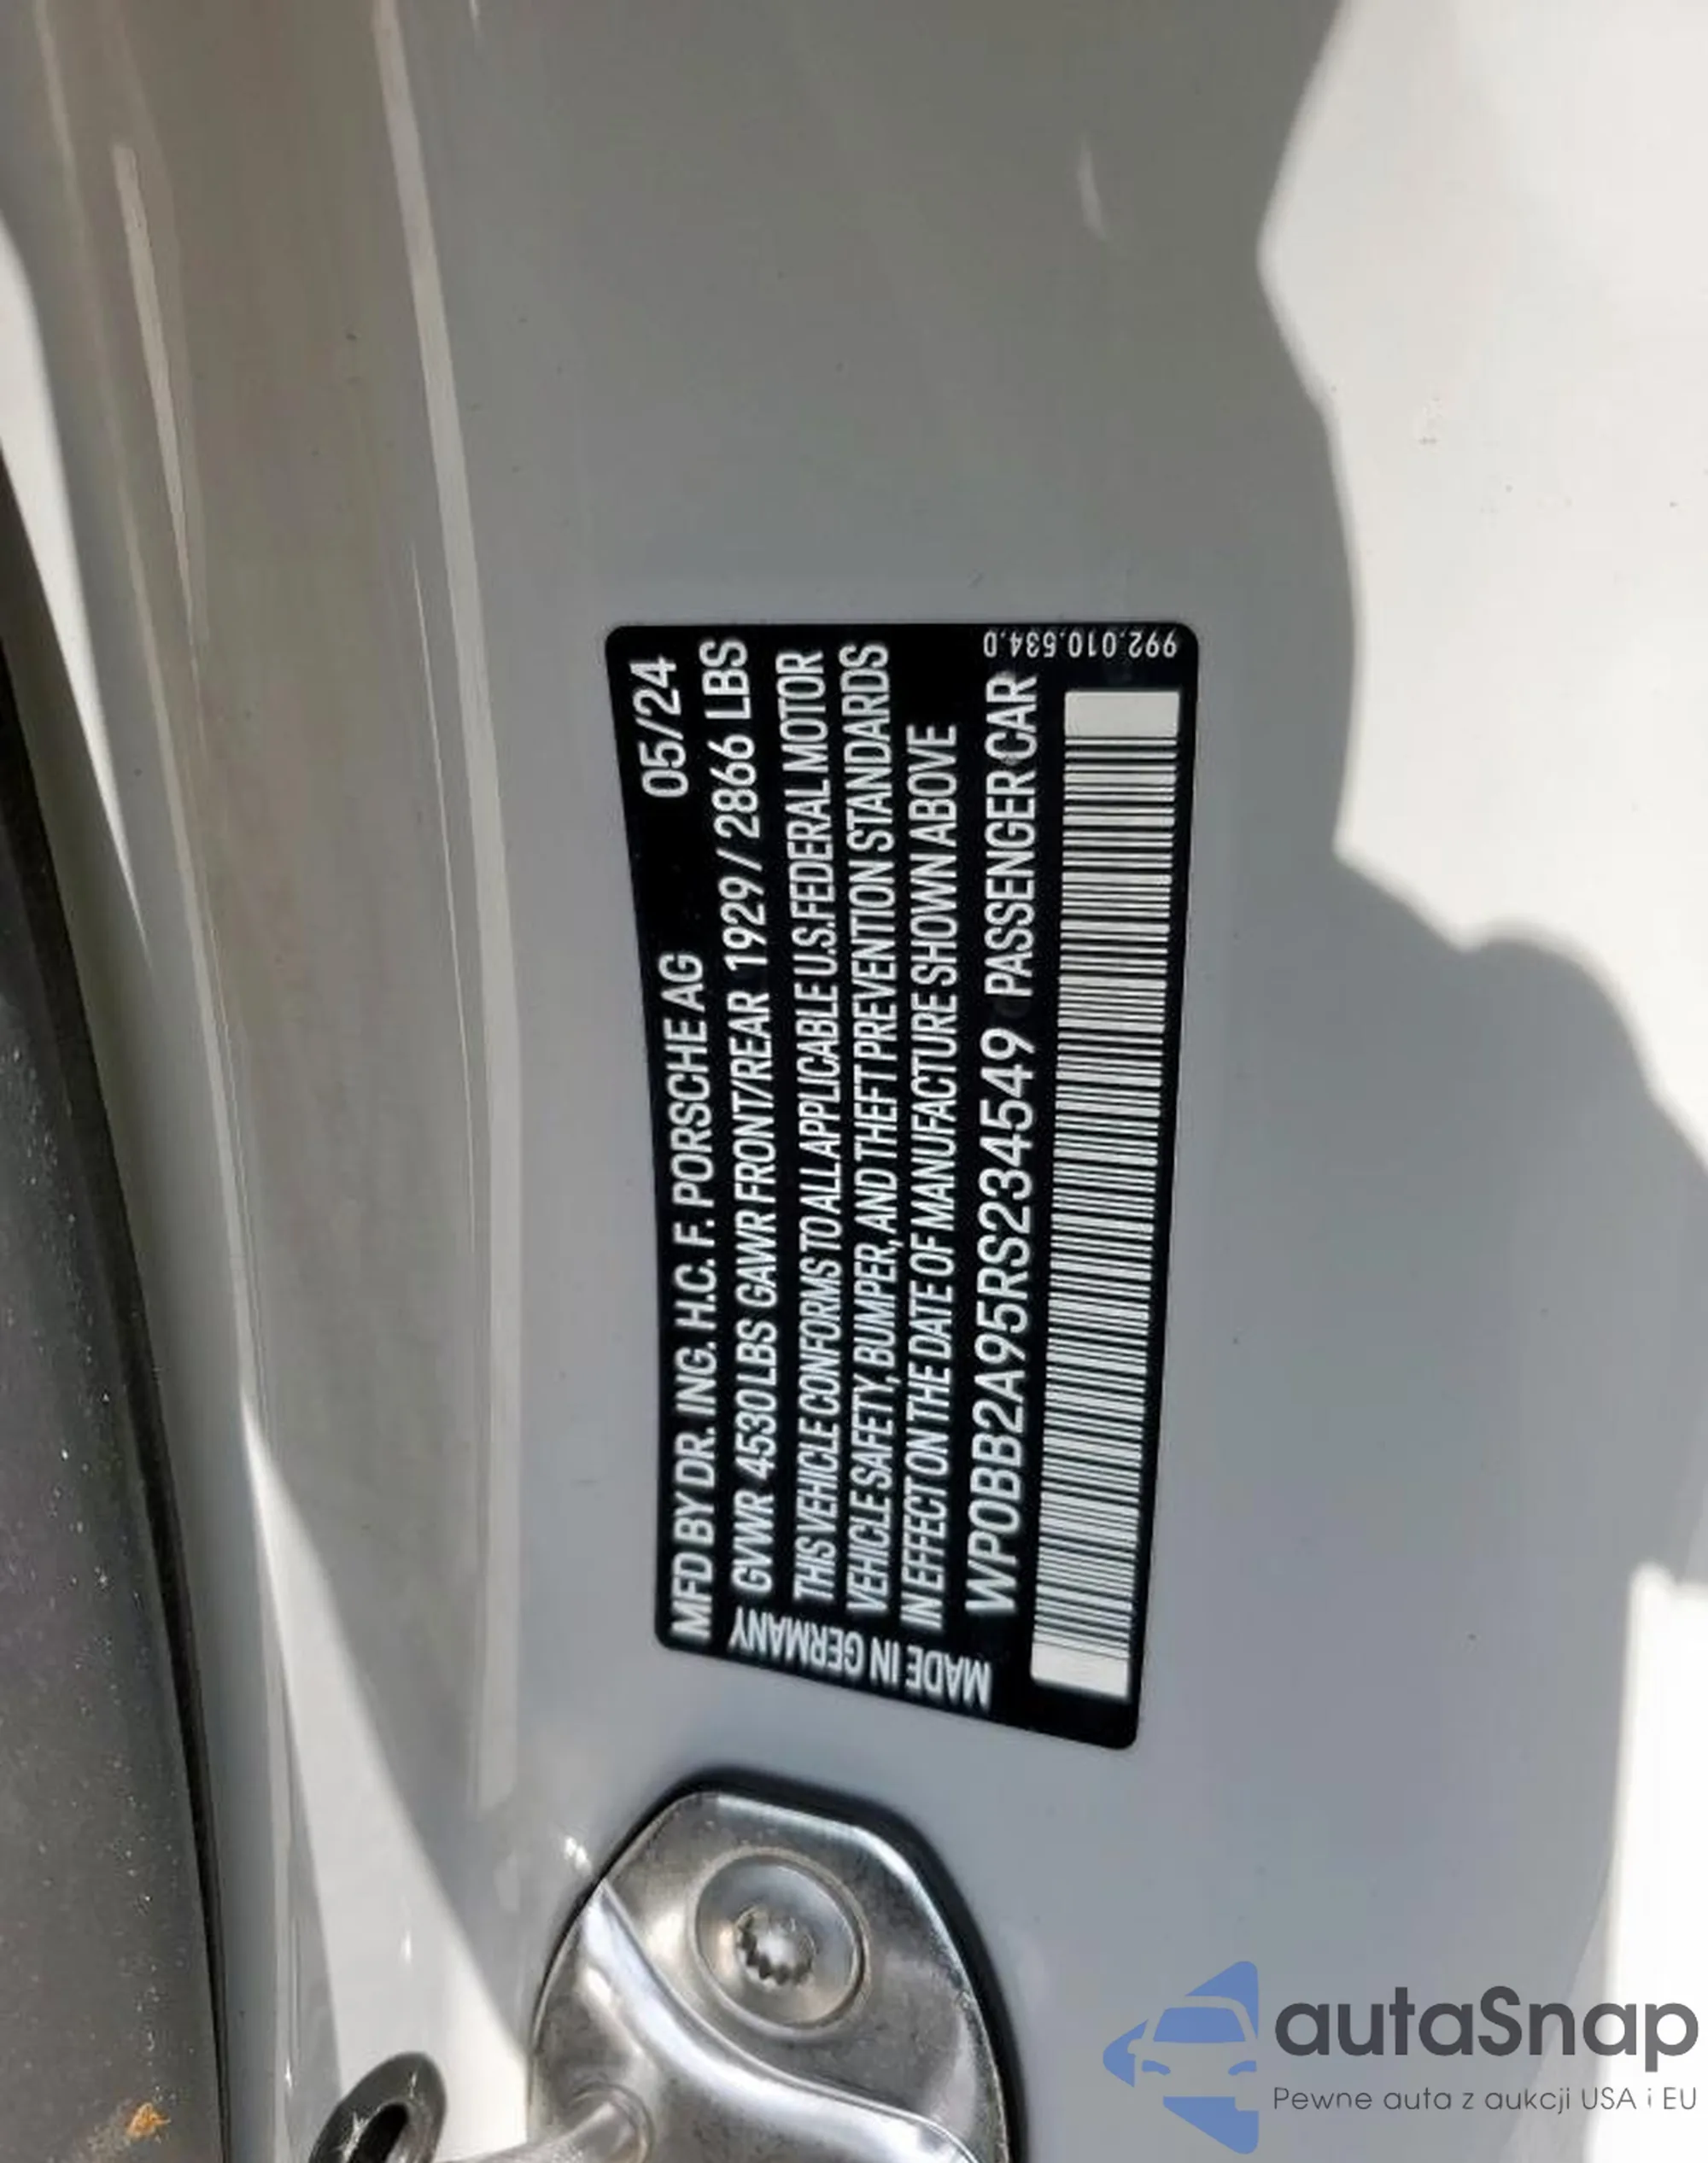 MFD BY DR. ING. H.C. F. PORSCHE AG 05/24
GVWR 4530 LBS GAWR FRONT/REAR 1929 / 2866 LBS
THIS VEHICLE CONFORMS TO ALL APPLICABLE U.S. FEDERAL MOTOR
VEHICLE SAFETY, BUMPER, AND THEFT PREVENTION STANDARDS
IN EFFECT ON THE DATE OF MANUFACTURE SHOWN ABOVE
WP0BB2A95RS234549 PASSENGER CAR
MADE IN GERMANY
992.010.534.D
autaSnap
Pewne auta z aukcji USA i EU